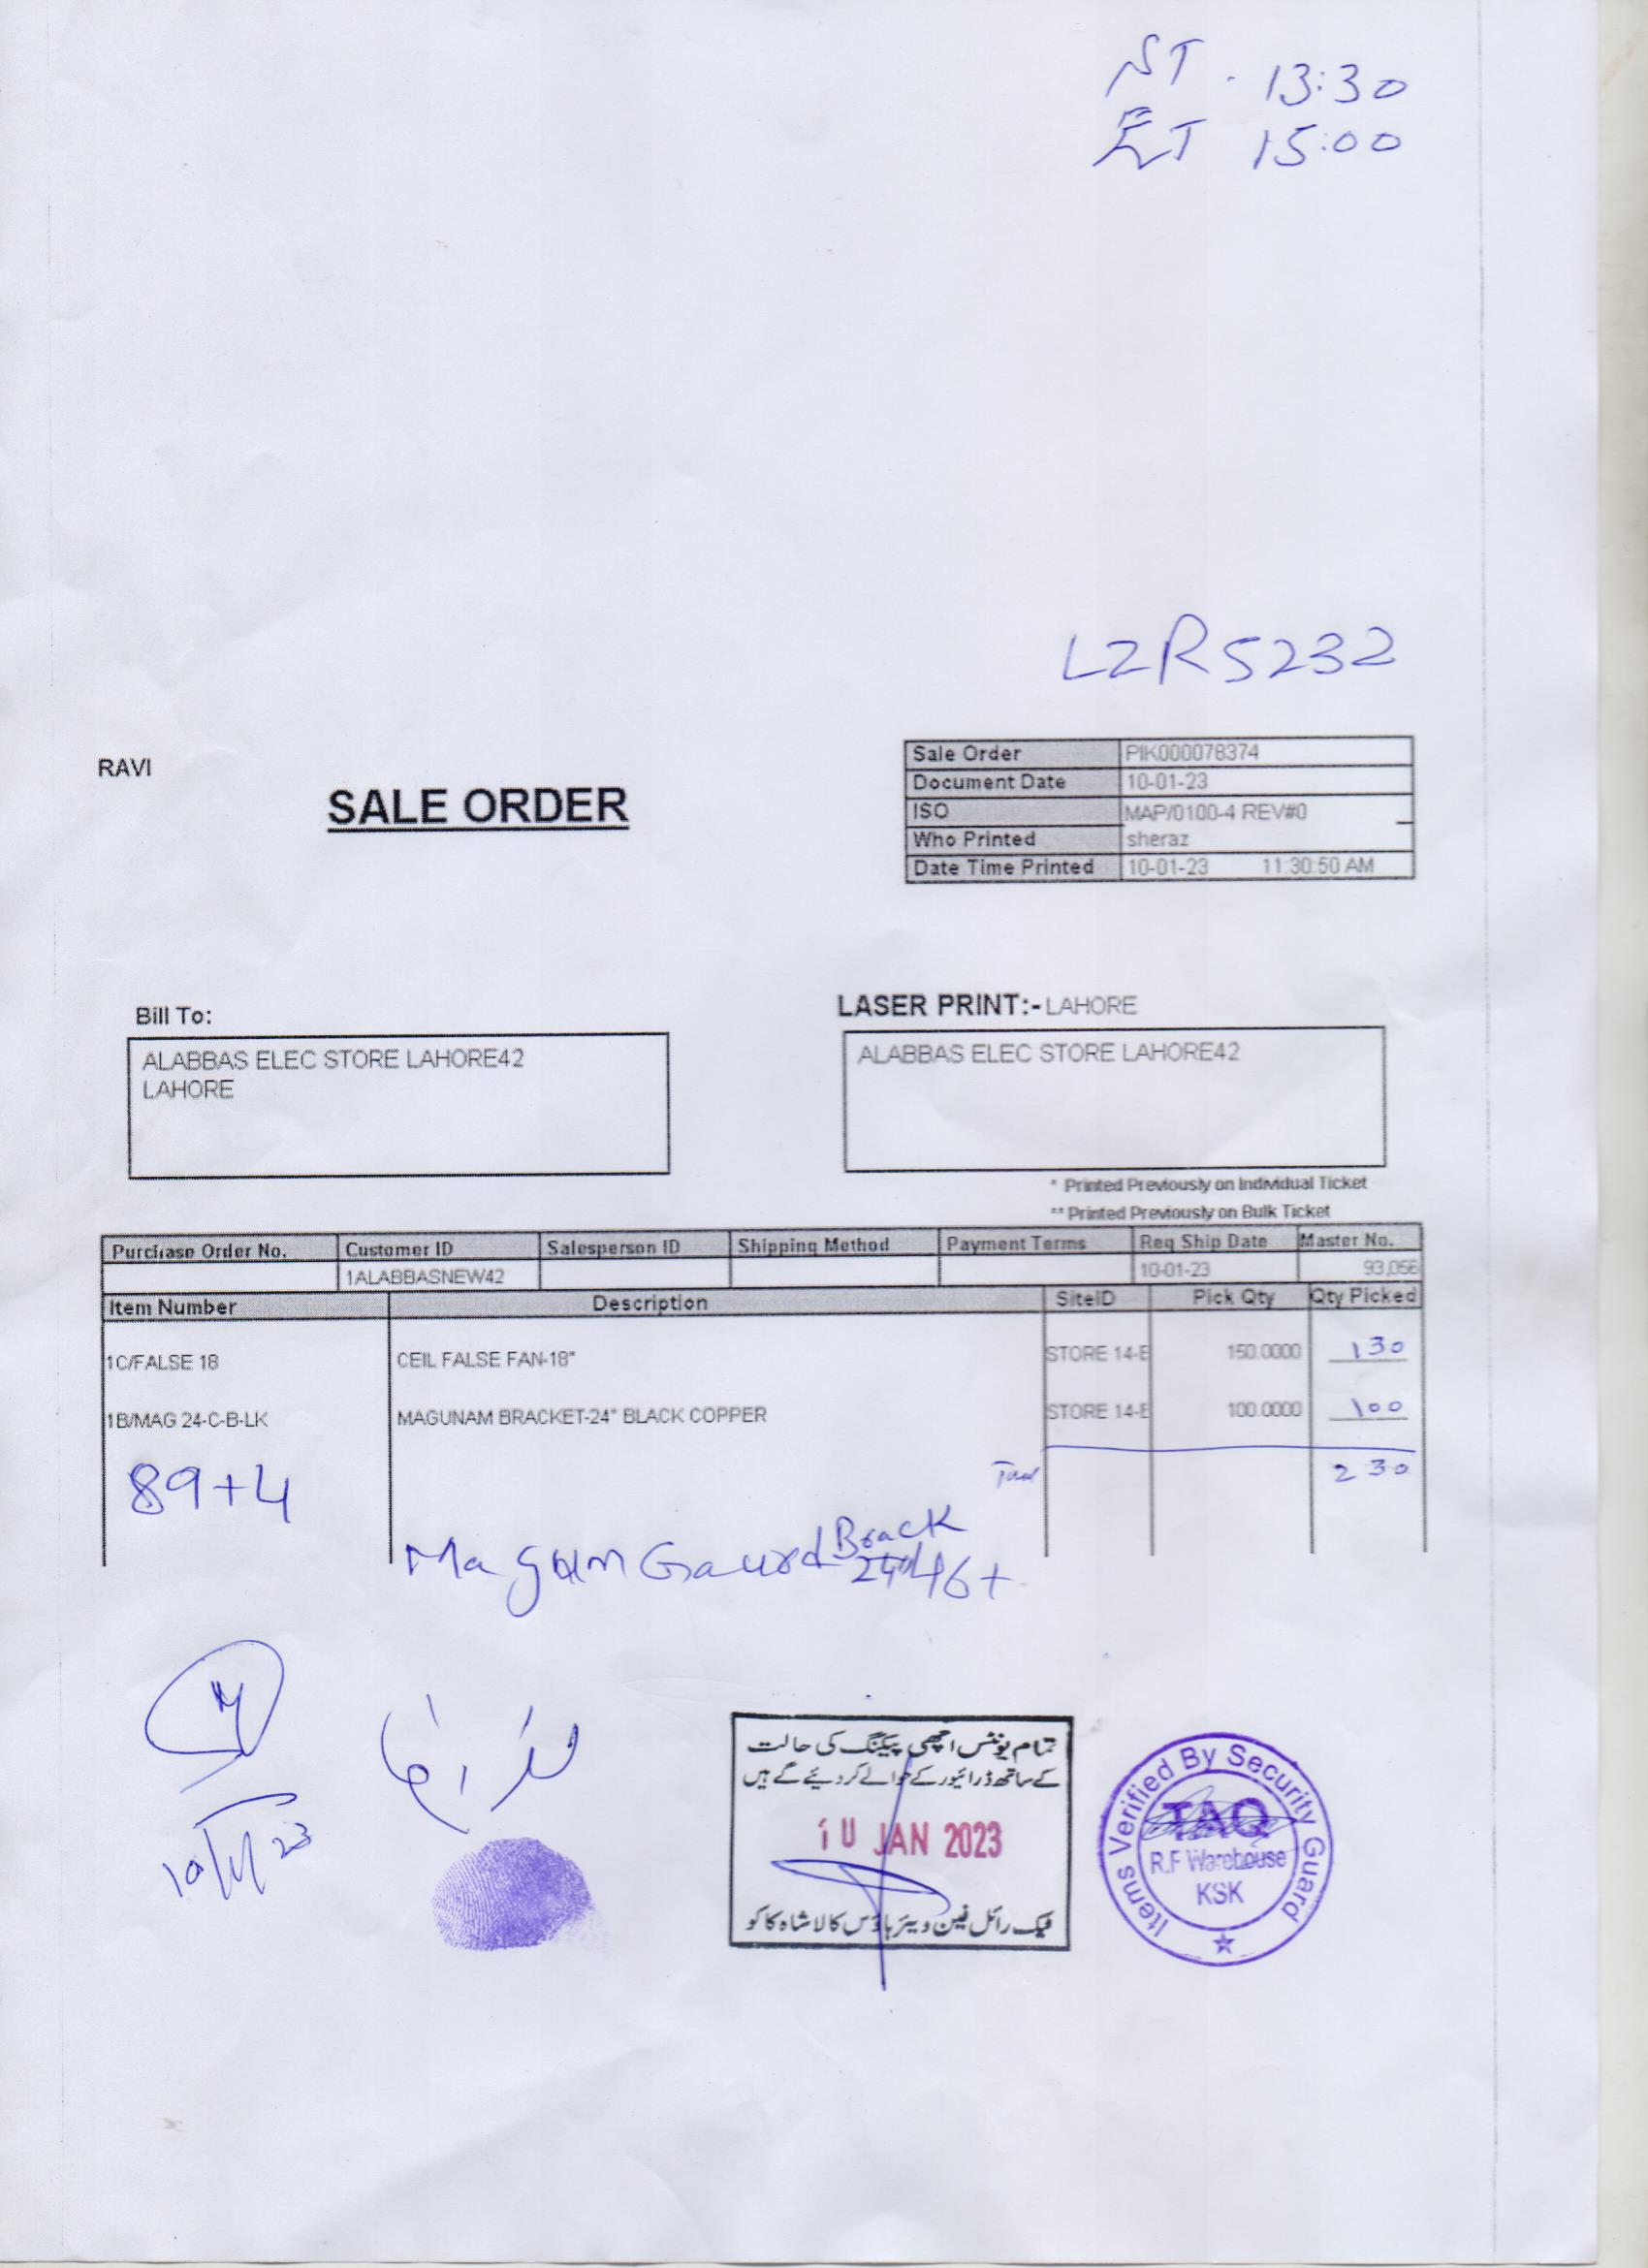 ST - 13:30
ET 15:00
LZR5232
RAVI
SALE ORDER
Sale Order PIK000078374
Document Date 10-01-23
ISO MAP/0100-4 REV#0
Who Printed sheraz
Date Time Printed 10-01-23 11:30:50 AM
Bill To:
ALABBAS ELEC STORE LAHORE42
LAHORE
LASER PRINT:- LAHORE
ALABBAS ELEC STORE LAHORE42
* Printed Previously on Individual Ticket
** Printed Previously on Bulk Ticket
Purchase Order No. Customer ID Salesperson ID Shipping Method Payment Terms Req Ship Date Master No.
1ALABBASNEW42 10-01-23 93,056
Item Number Description SiteID Pick Qty Qty Picked
1C/FALSE 18 CEIL FALSE FAN-18" STORE 14-E 150.0000 130
1B/MAG 24-C-B-LK MAGUNAM BRACKET-24" BLACK COPPER STORE 14-E 100.0000 100
Total 230
89+4
Magnum Gaurd Brack
24" 46+
10/1/23
تمام یونٹس اچھی پیکنگ کی حالت
کے ساتھ ڈرائیور کے حوالے کر دیئے گے ہیں
10 JAN 2023
ٹیک رائل فین ویئر ہاؤس کالا شاہ کاکو
Items Verified By Security Guard
TAQ
R.F Warehouse
KSK